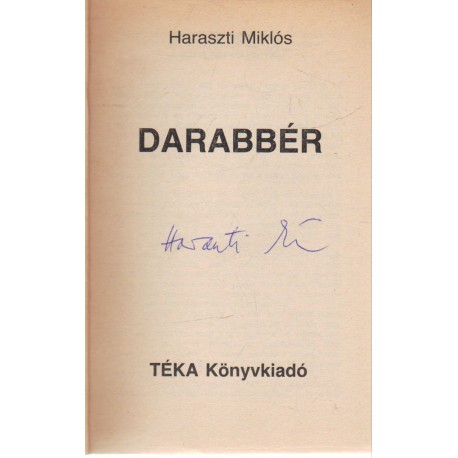 Haraszti Miklós
DARABBÉR
Haraszti M
TÉKA Könyvkiadó